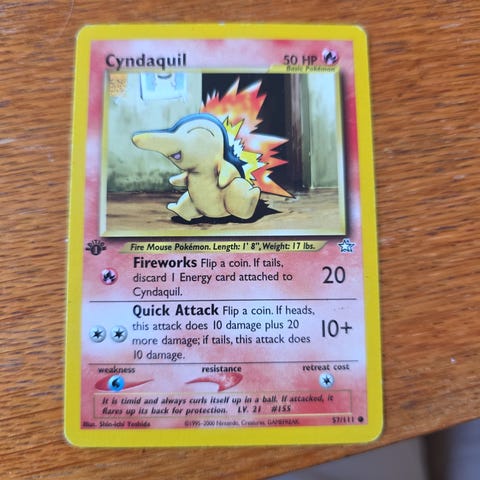 Cyndaquil 50 HP
Basic Pokémon
Fire Mouse Pokémon. Length: 1' 8", Weight: 17 lbs.
EDITION
1
Fireworks Flip a coin. If tails,
discard 1 Energy card attached to
Cyndaquil.
20
Quick Attack Flip a coin. If heads,
this attack does 10 damage plus 20
more damage; if tails, this attack does
10 damage.
10+
weakness resistance retreat cost
It is timid and always curls itself up in a ball. If attacked, it
flares up its back for protection. LV. 21 #155
Illus. Shin-ichi Yoshida ©1995-2000 Nintendo, Creatures, GAMEFREAK. 57/111